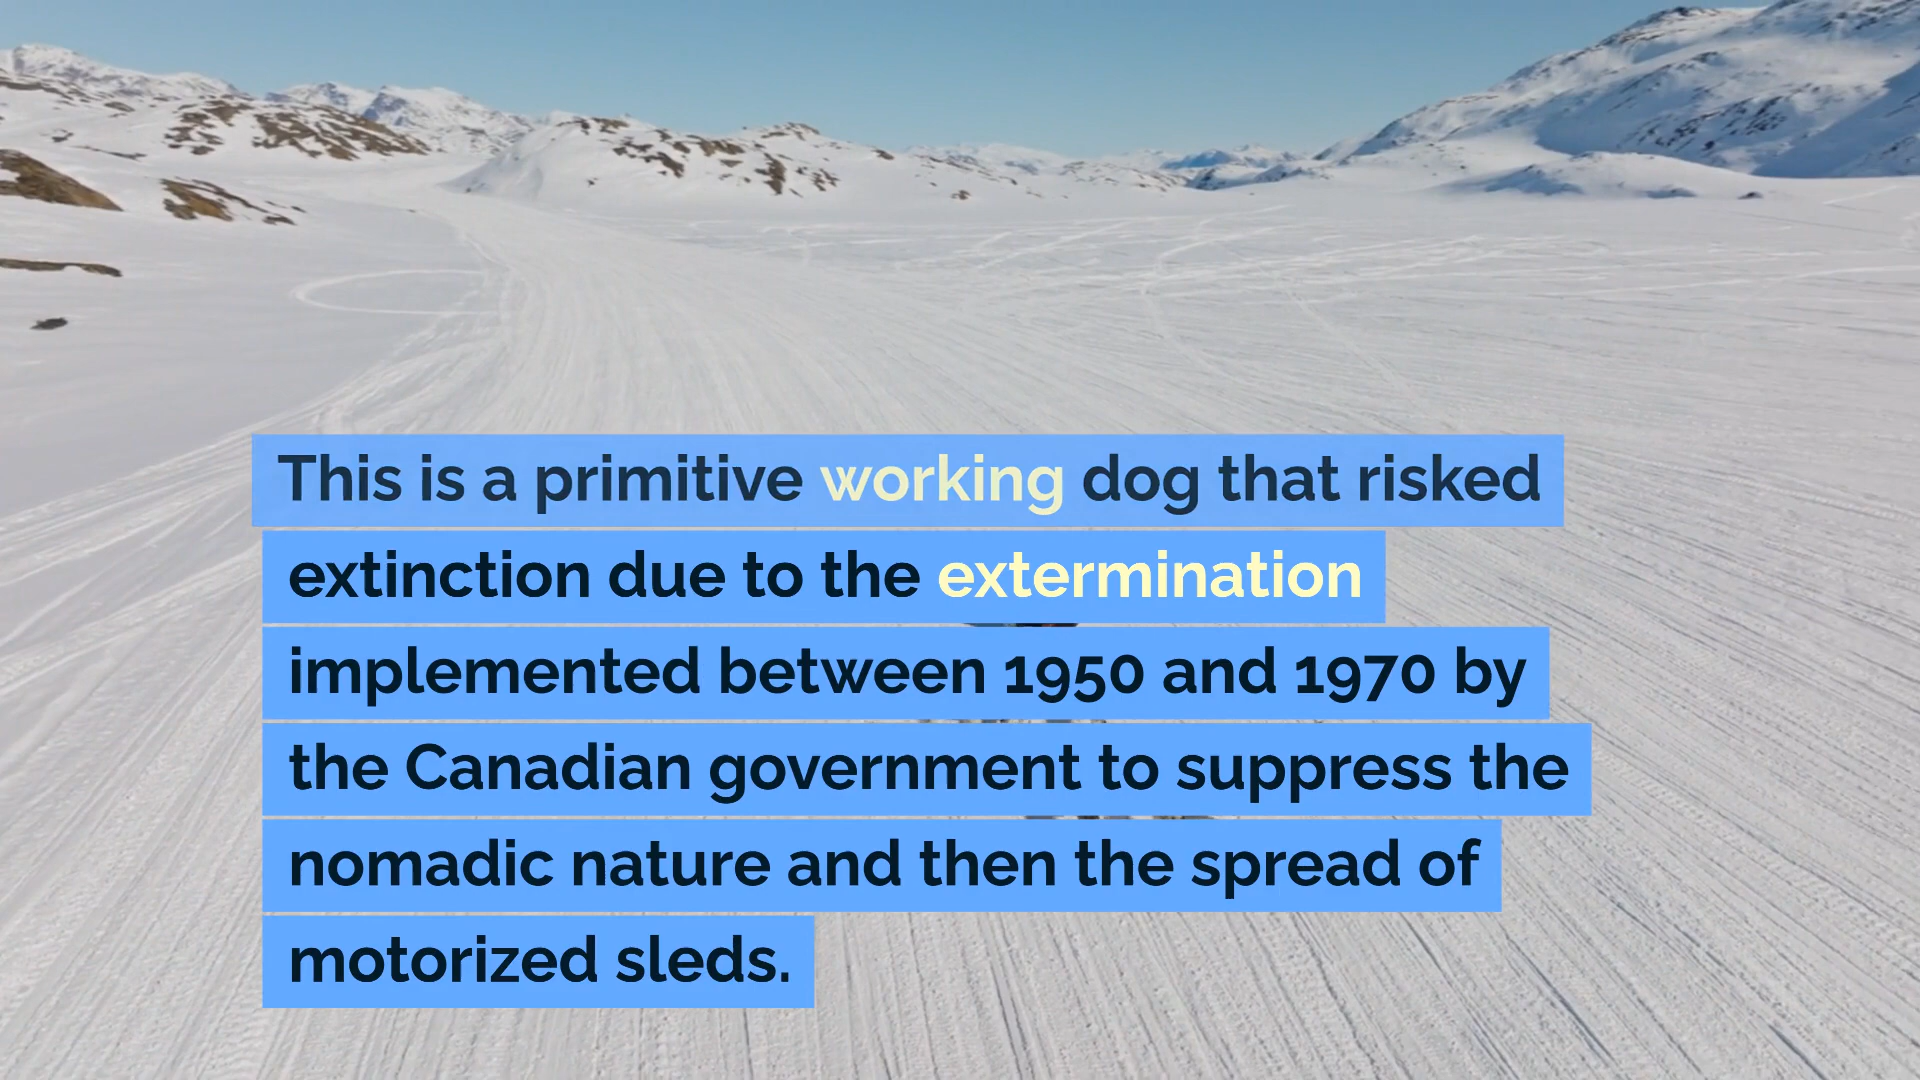 This is a primitive working dog that risked
extinction due to the extermination
implemented between 1950 and 1970 by
the Canadian government to suppress the
nomadic nature and then the spread of
motorized sleds.